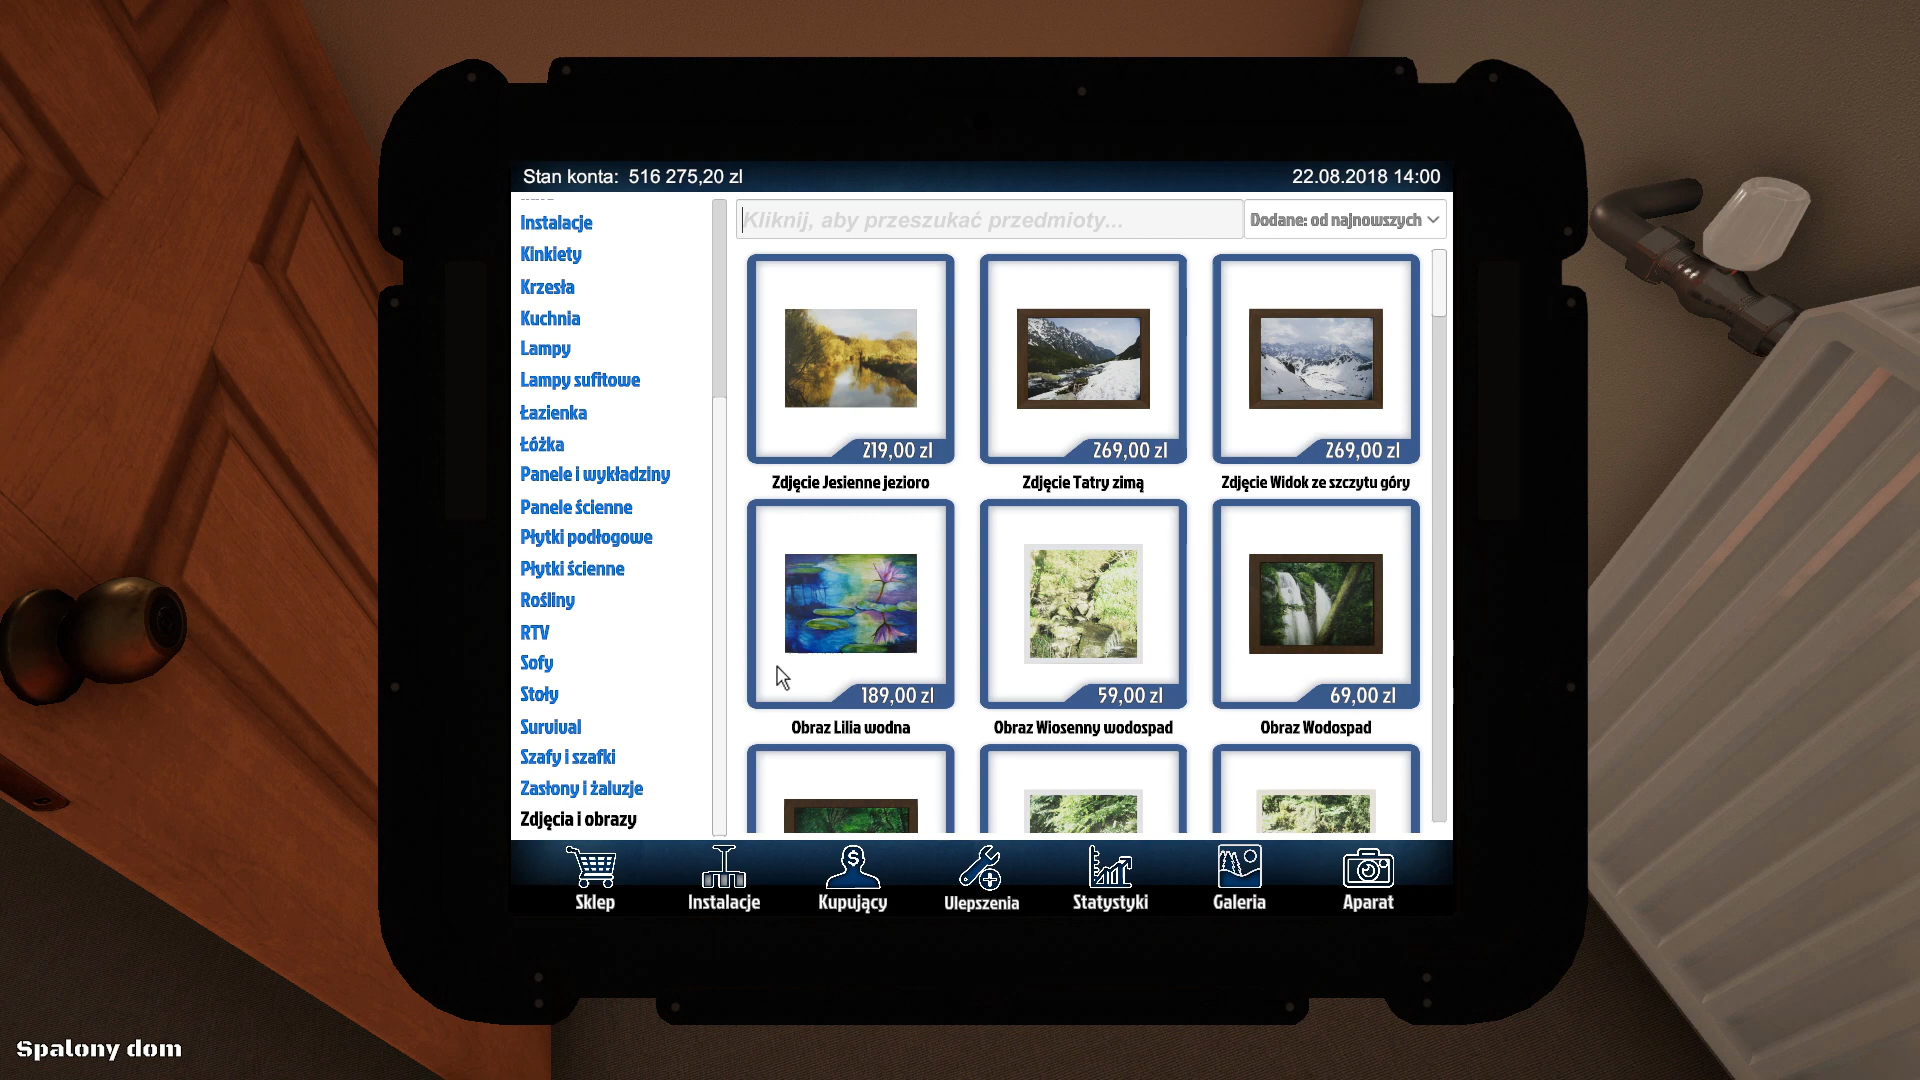 Stan konta: 516 275,20 zl
22.08.2018 14:00
Instalacje
Kinkiety
Krzesła
Kuchnia
Lampy
Lampy sufitowe
Łazienka
Łóżka
Panele i wykładziny
Panele ścienne
Płytki podłogowe
Płytki ścienne
Rośliny
RTV
Sofy
Stoły
Survival
Szafy i szafki
Zasłony i żaluzje
Zdjęcia i obrazy
Kliknij, aby przeszukać przedmioty...
Dodane: od najnowszych
219,00 zl
269,00 zl
269,00 zl
Zdjęcie Jesienne jezioro
Zdjęcie Tatry zimą
Zdjęcie Widok ze szczytu góry
189,00 zl
59,00 zl
69,00 zl
Obraz Lilia wodna
Obraz Wiosenny wodospad
Obraz Wodospad
Sklep
Instalacje
Kupujący
Ulepszenia
Statystyki
Galeria
Aparat
Spalony dom